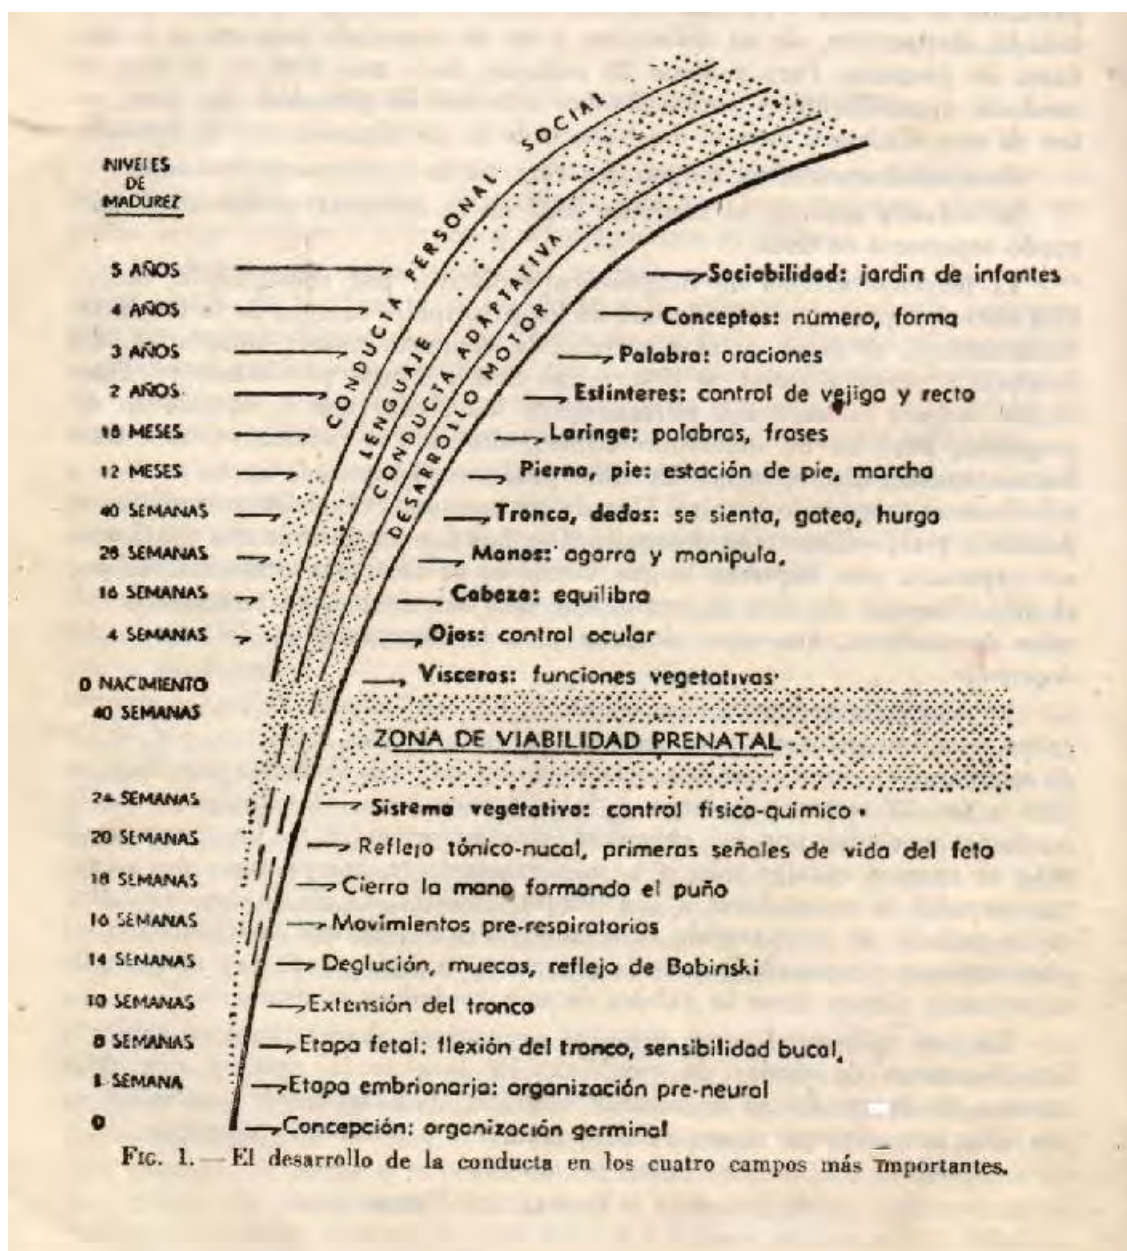 NIVELES
DE
MADUREZ
CONDUCTA PERSONAL SOCIAL
LENGUAJE
CONDUCTA ADAPTATIVA
DESARROLLO MOTOR
5 AÑOS Sociabilidad: jardín de infantes
4 AÑOS Conceptos: número, forma
3 AÑOS Palabra: oraciones
2 AÑOS Esfínteres: control de vejiga y recto
18 MESES Laringe: palabras, frases
12 MESES Pierna, pie: estación de pie, marcha
40 SEMANAS Tronco, dedos: se sienta, gatea, hurga
28 SEMANAS Manos: agarra y manipula,
16 SEMANAS Cabeza: equilibra
4 SEMANAS Ojos: control ocular
0 NACIMIENTO Vísceras: funciones vegetativas
40 SEMANAS
ZONA DE VIABILIDAD PRENATAL
24 SEMANAS Sistema vegetativo: control físico-químico
20 SEMANAS Reflejo tónico-nucal, primeras señales de vida del feto
18 SEMANAS Cierra la mano formando el puño
16 SEMANAS Movimientos pre-respiratorios
14 SEMANAS Deglución, muecas, reflejo de Babinski
10 SEMANAS Extensión del tronco
8 SEMANAS Etapa fetal: flexión del tronco, sensibilidad bucal,
1 SEMANA Etapa embrionaria: organización pre-neural
0 Concepción: organización germinal
FIG. 1. — El desarrollo de la conducta en los cuatro campos más importantes.